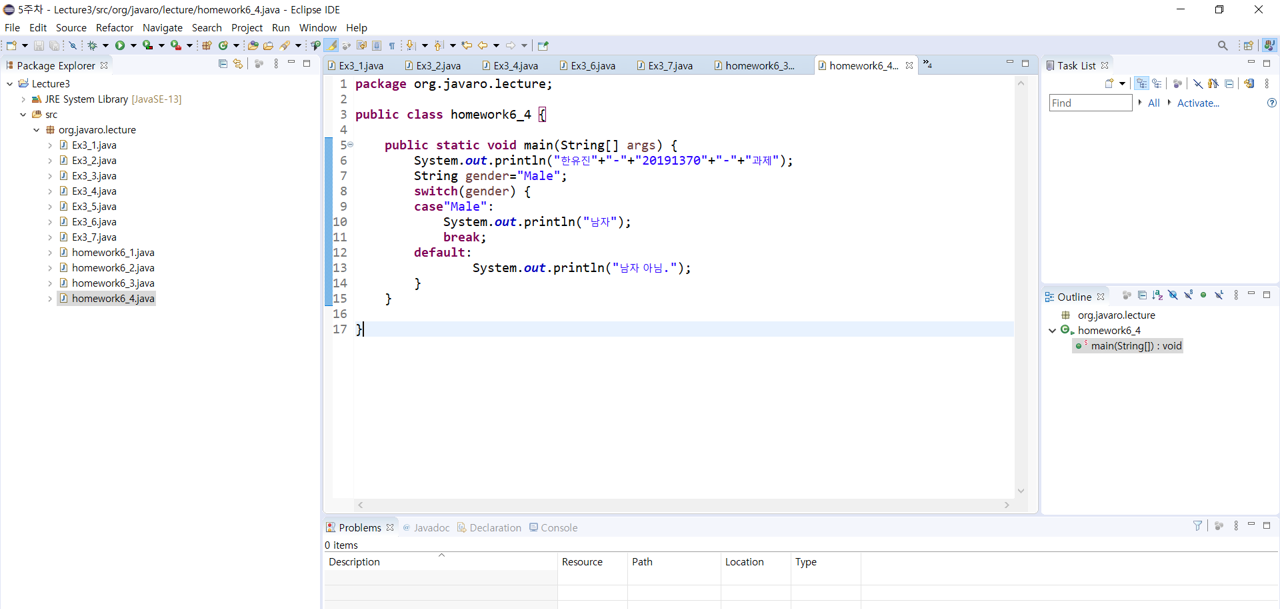 5주차 - Lecture3/src/org/javaro/lecture/homework6_4.java - Eclipse IDE
File Edit Source Refactor Navigate Search Project Run Window Help
Package Explorer
Lecture3
JRE System Library [JavaSE-13]
src
org.javaro.lecture
Ex3_1.java
Ex3_2.java
Ex3_3.java
Ex3_4.java
Ex3_5.java
Ex3_6.java
Ex3_7.java
homework6_1.java
homework6_2.java
homework6_3.java
homework6_4.java
Ex3_1.java Ex3_2.java Ex3_4.java Ex3_6.java Ex3_7.java homework6_3... homework6_4... »4
1 package org.javaro.lecture;
2
3 public class homework6_4 {
4
5 public static void main(String[] args) {
6 System.out.println("한유진"+"-"+"20191370"+"-"+"과제");
7 String gender="Male";
8 switch(gender) {
9 case"Male":
10 System.out.println("남자");
11 break;
12 default:
13 System.out.println("남자 아님.");
14 }
15 }
16
17 }
Task List
Find All Activate...
Outline
org.javaro.lecture
homework6_4
main(String[]) : void
Problems Javadoc Declaration Console
0 items
Description Resource Path Location Type